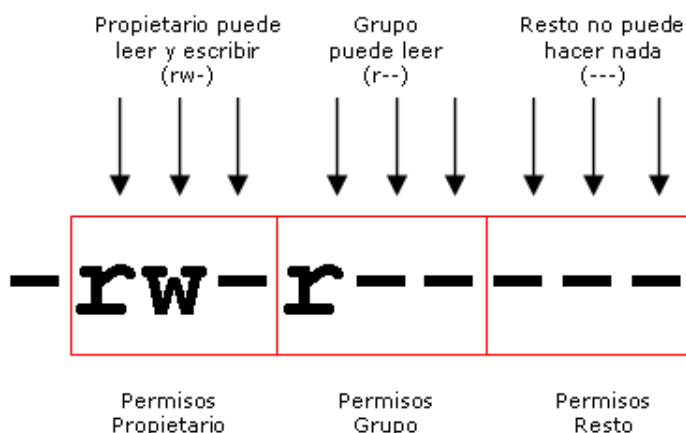 Propietario puede
leer y escribir
(rw-)
Grupo
puede leer
(r--)
Resto no puede
hacer nada
(---)
-rw-r-----
Permisos
Propietario
Permisos
Grupo
Permisos
Resto